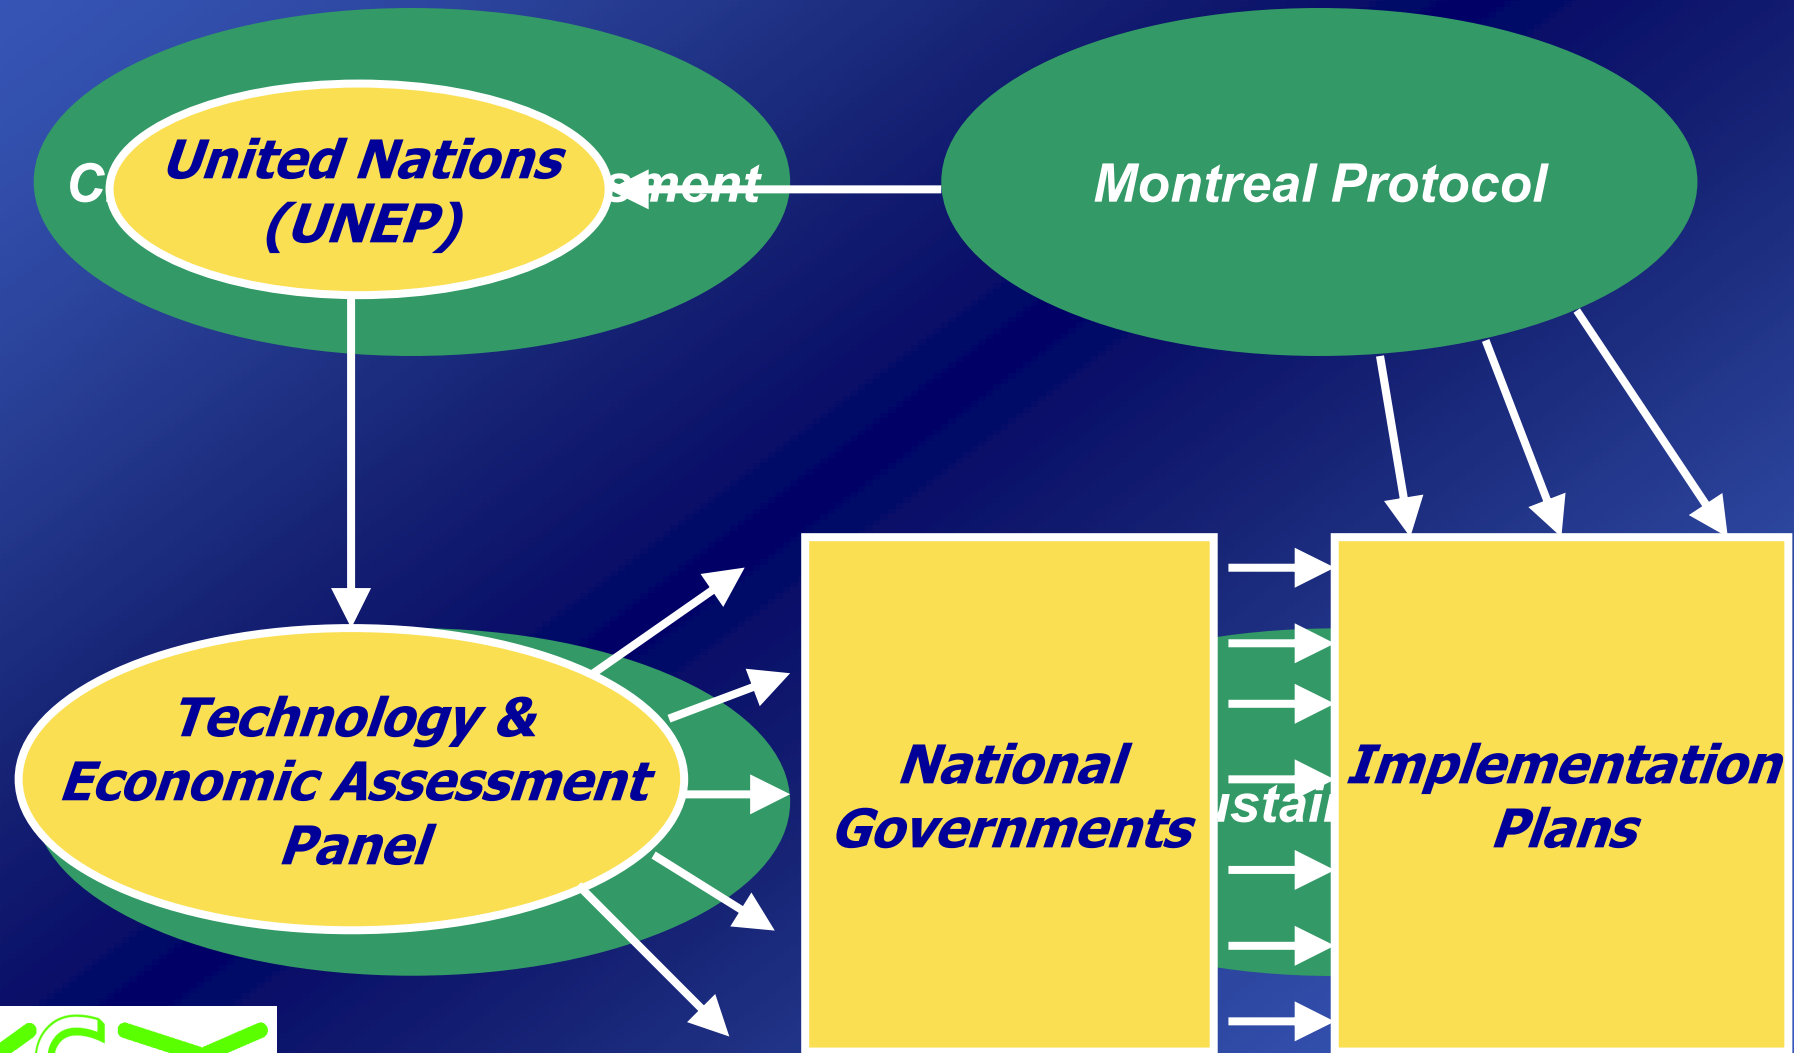 United Nations
(UNEP)
Montreal Protocol
Technology &
Economic Assessment
Panel
National
Governments
Implementation
Plans